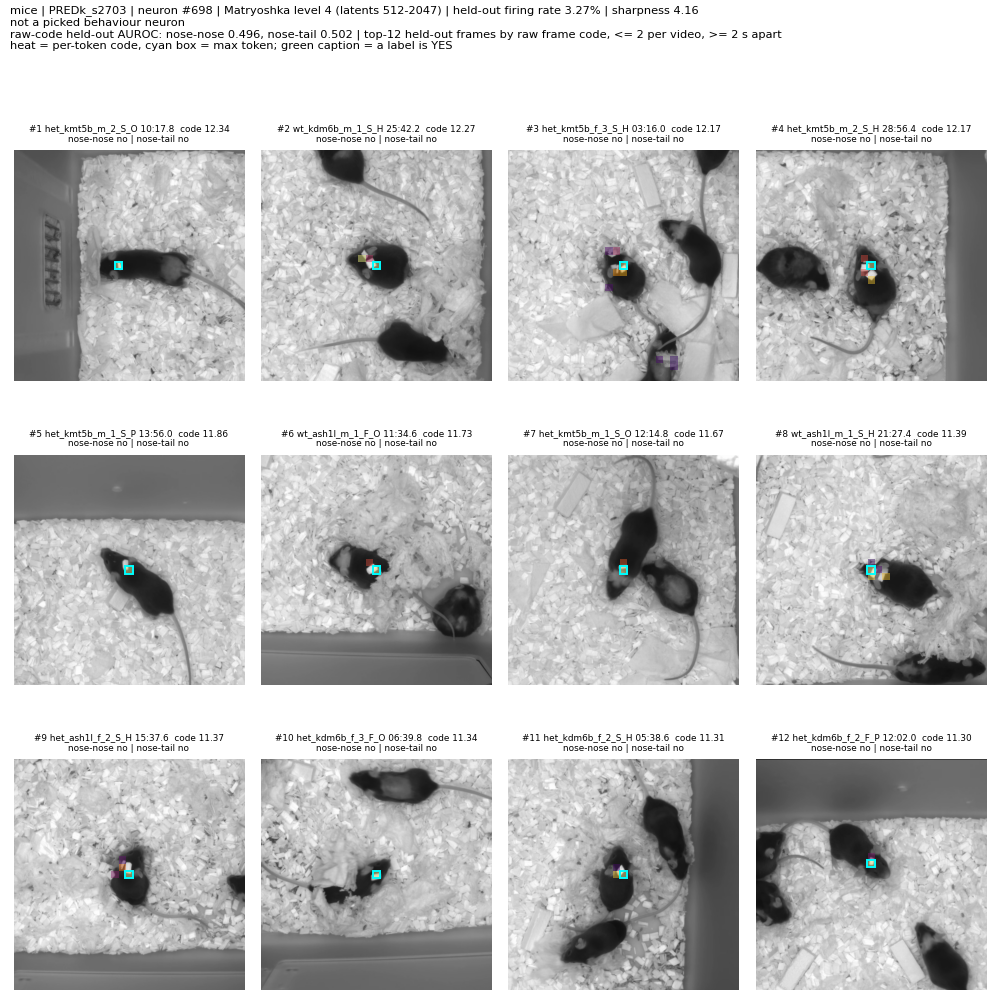 mice | PREDk_s2703 | neuron #698 | Matryoshka level 4 (latents 512-2047) | held-out firing rate 3.27% | sharpness 4.16
not a picked behaviour neuron
raw-code held-out AUROC: nose-nose 0.496, nose-tail 0.502 | top-12 held-out frames by raw frame code, <= 2 per video, >= 2 s apart
heat = per-token code, cyan box = max token; green caption = a label is YES
#1 het_kmt5b_m_2_S_O 10:17.8 code 12.34
nose-nose no | nose-tail no
#2 wt_kdm6b_m_1_S_H 25:42.2 code 12.27
nose-nose no | nose-tail no
#3 het_kmt5b_f_3_S_H 03:16.0 code 12.17
nose-nose no | nose-tail no
#4 het_kmt5b_m_2_S_H 28:56.4 code 12.17
nose-nose no | nose-tail no
#5 het_kmt5b_m_1_S_P 13:56.0 code 11.86
nose-nose no | nose-tail no
#6 wt_ash1l_m_1_F_O 11:34.6 code 11.73
nose-nose no | nose-tail no
#7 het_kmt5b_m_1_S_O 12:14.8 code 11.67
nose-nose no | nose-tail no
#8 wt_ash1l_m_1_S_H 21:27.4 code 11.39
nose-nose no | nose-tail no
#9 het_ash1l_f_2_S_H 15:37.6 code 11.37
nose-nose no | nose-tail no
#10 het_kdm6b_f_3_F_O 06:39.8 code 11.34
nose-nose no | nose-tail no
#11 het_kdm6b_f_2_S_H 05:38.6 code 11.31
nose-nose no | nose-tail no
#12 het_kdm6b_f_2_F_P 12:02.0 code 11.30
nose-nose no | nose-tail no